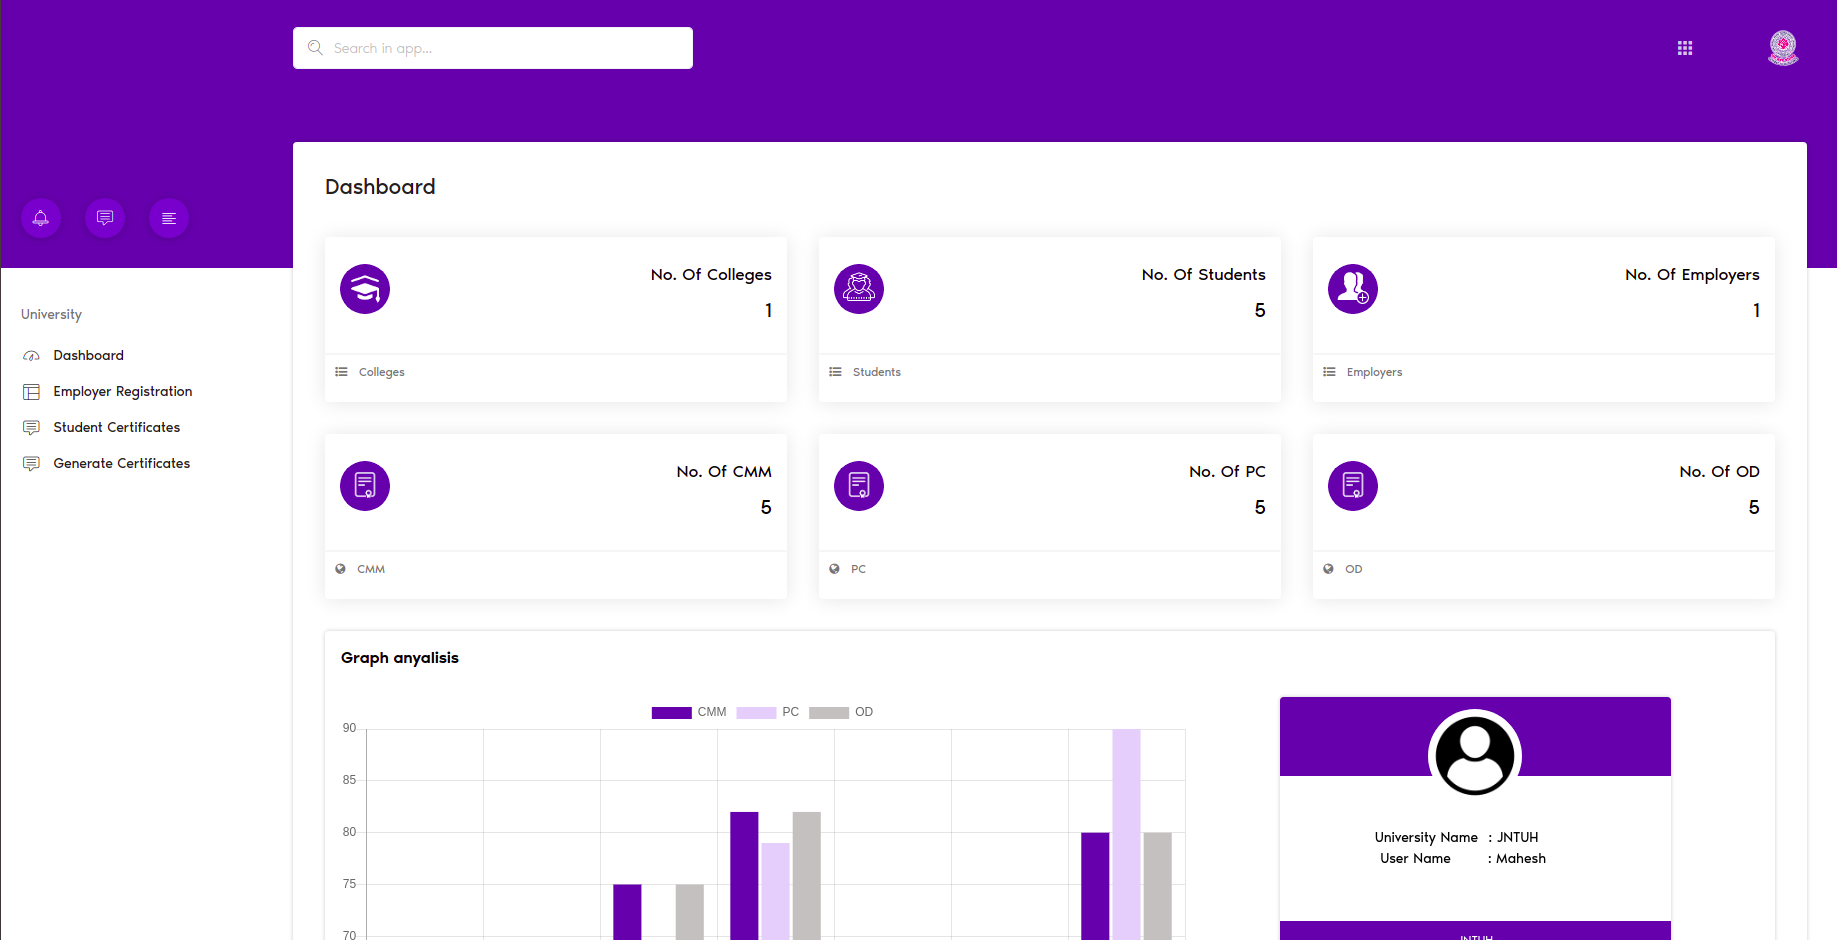 Search in app...
Dashboard
No. Of Colleges
1
Colleges
No. Of Students
5
Students
No. Of Employers
1
Employers
University
Dashboard
Employer Registration
Student Certificates
Generate Certificates
No. Of CMM
5
CMM
No. Of PC
5
PC
No. Of OD
5
OD
Graph anyalisis
CMM PC OD
90
85
80
75
70
University Name : JNTUH
User Name : Mahesh
JNTUH